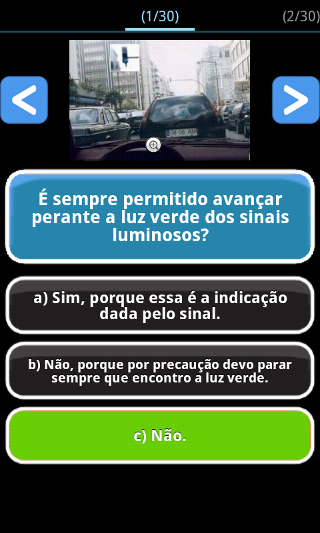 (1/30)
(2/30)
É sempre permitido avançar
perante a luz verde dos sinais
luminosos?
a) Sim, porque essa é a indicação
dada pelo sinal.
b) Não, porque por precaução devo parar
sempre que encontro a luz verde.
c) Não.